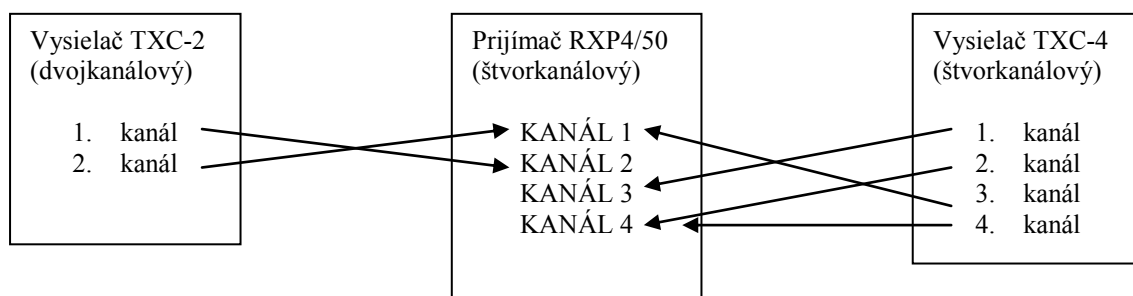 Vysielač TXC-2
(dvojkanálový)
1. kanál
2. kanál
Prijímač RXP4/50
(štvorkanálový)
KANÁL 1
KANÁL 2
KANÁL 3
KANÁL 4
Vysielač TXC-4
(štvorkanálový)
1. kanál
2. kanál
3. kanál
4. kanál